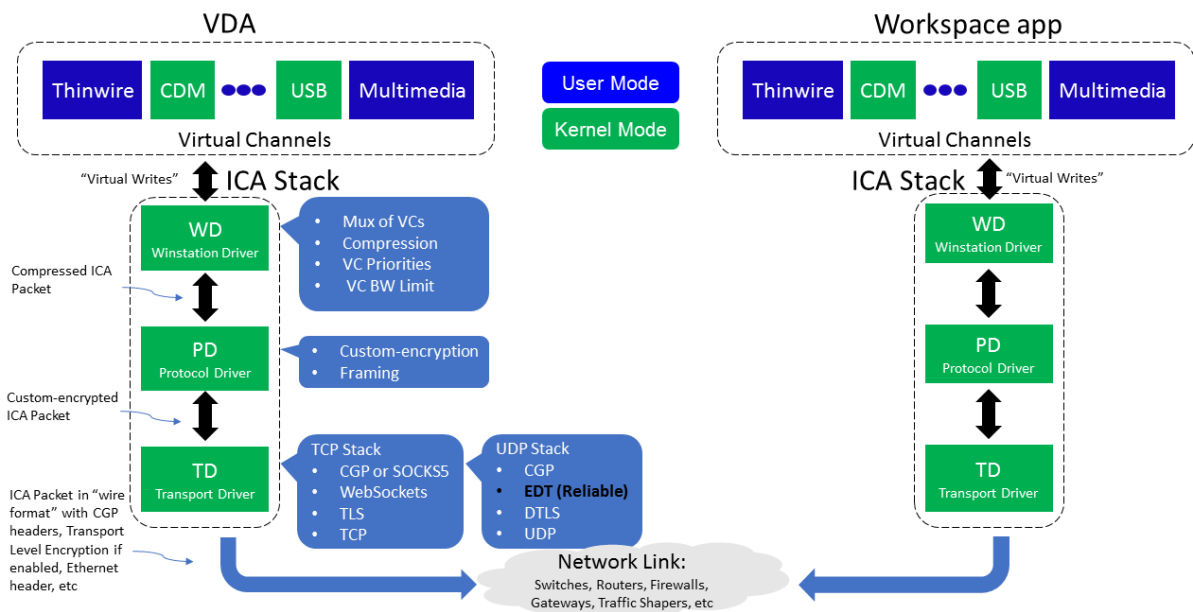 VDA
Thinwire
CDM
USB
Multimedia
Virtual Channels
User Mode
Kernel Mode
Workspace app
Thinwire
CDM
USB
Multimedia
Virtual Channels
“Virtual Writes”
ICA Stack
WD
Winstation Driver
• Mux of VCs
• Compression
• VC Priorities
• VC BW Limit
Compressed ICA
Packet
PD
Protocol Driver
• Custom-encryption
• Framing
Custom-encrypted
ICA Packet
TD
Transport Driver
TCP Stack
• CGP or SOCKS5
• WebSockets
• TLS
• TCP
UDP Stack
• CGP
• EDT (Reliable)
• DTLS
• UDP
ICA Packet in “wire
format” with CGP
headers, Transport
Level Encryption if
enabled, Ethernet
header, etc
ICA Stack
“Virtual Writes”
WD
Winstation Driver
PD
Protocol Driver
TD
Transport Driver
Network Link:
Switches, Routers, Firewalls,
Gateways, Traffic Shapers, etc